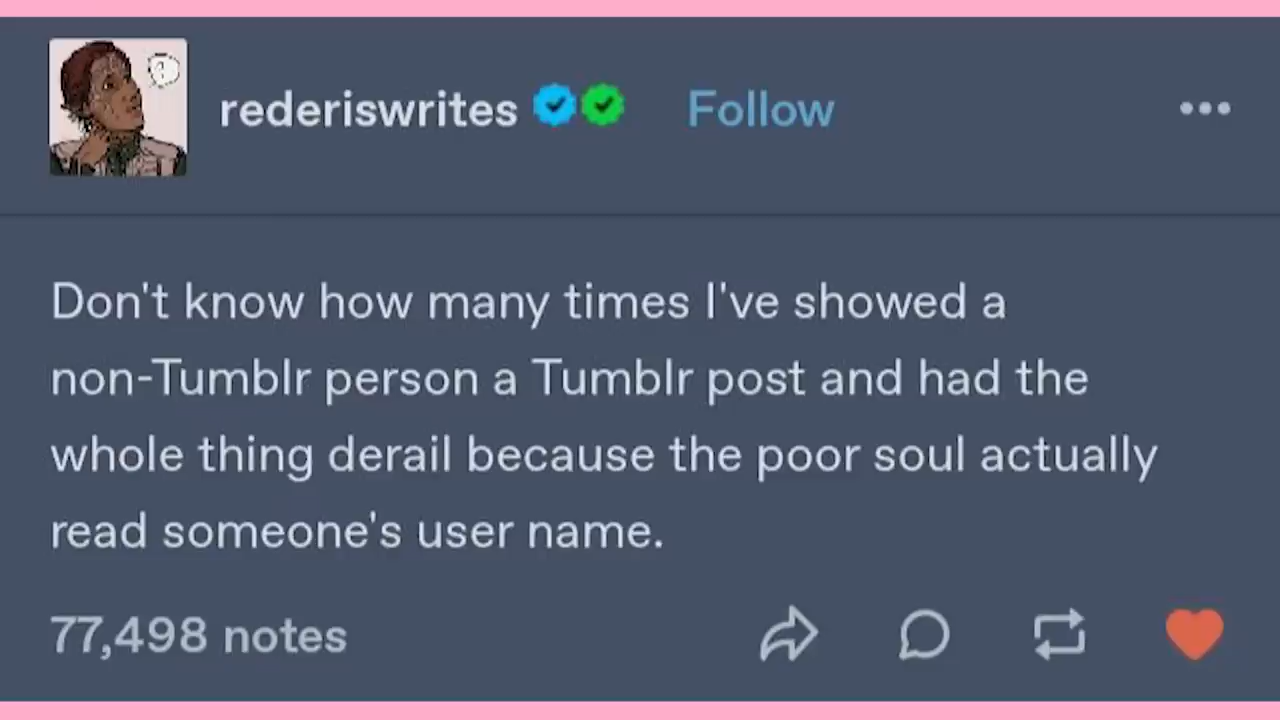 rederiswrites Follow
Don't know how many times I've showed a
non-Tumblr person a Tumblr post and had the
whole thing derail because the poor soul actually
read someone's user name.
77,498 notes